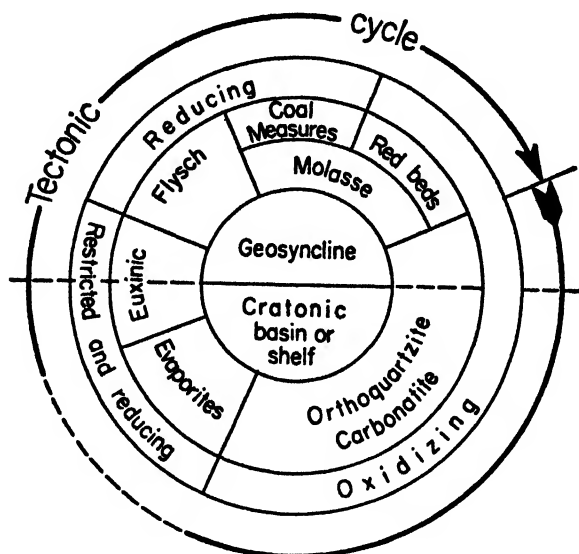 Tectonic cycle
Reducing
Coal
Measures
Red beds
Flysch
Molasse
Geosyncline
Restricted and reducing
Euxinic
Cratonic
basin or
shelf
Evaporites
Orthoquartzite
Carbonatite
Oxidizing